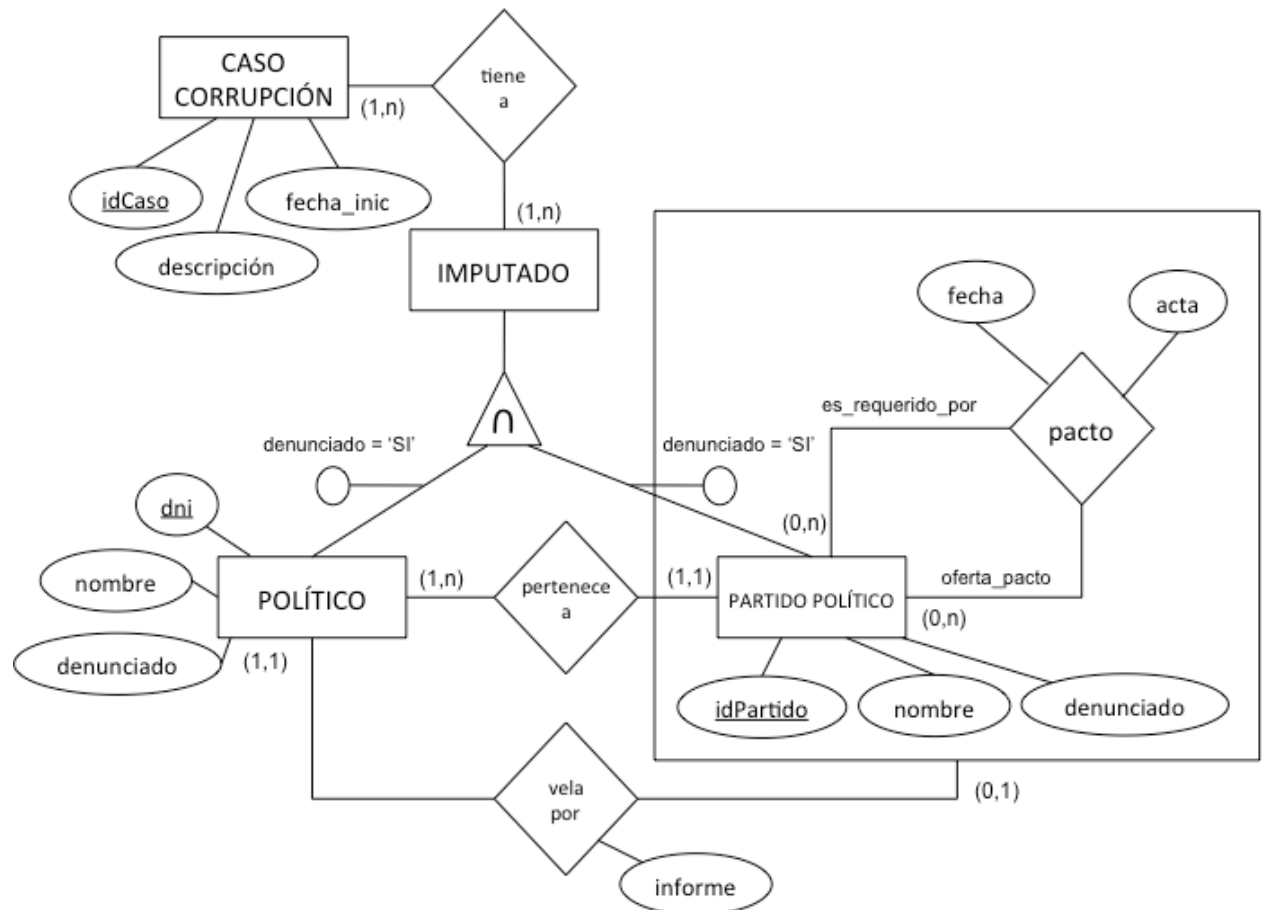 CASO
CORRUPCIÓN
tiene
a
(1,n)
idCaso
fecha_inic
descripción
(1,n)
IMPUTADO
fecha
acta
es_requerido_por
pacto
∩
denunciado = ‘SI’
denunciado = ‘SI’
dni
(0,n)
nombre
POLÍTICO
(1,n)
pertenece
a
(1,1)
PARTIDO POLÍTICO
oferta_pacto
(0,n)
denunciado
(1,1)
idPartido
nombre
denunciado
vela
por
(0,1)
informe